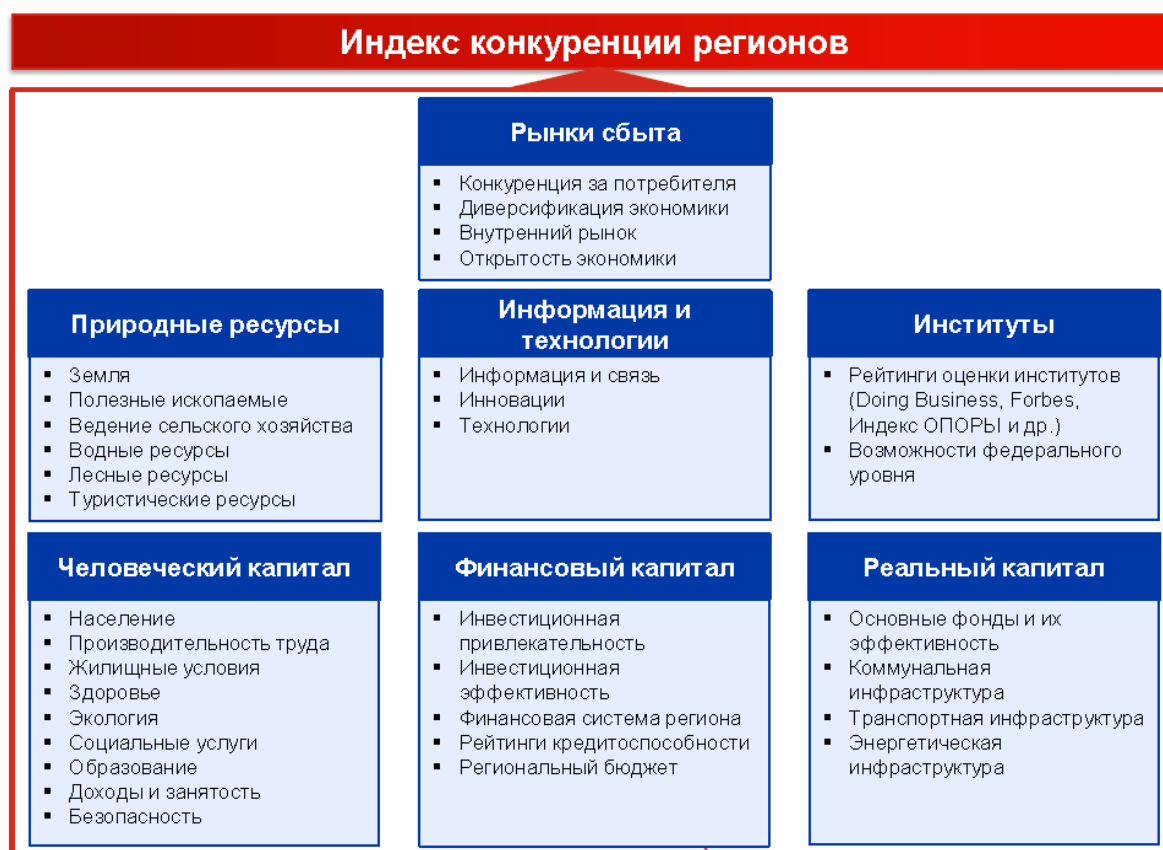 Индекс конкуренции регионов
Рынки сбыта
▪ Конкуренция за потребителя
▪ Диверсификация экономики
▪ Внутренний рынок
▪ Открытость экономики
Природные ресурсы
▪ Земля
▪ Полезные ископаемые
▪ Ведение сельского хозяйства
▪ Водные ресурсы
▪ Лесные ресурсы
▪ Туристические ресурсы
Информация и
технологии
▪ Информация и связь
▪ Инновации
▪ Технологии
Институты
▪ Рейтинги оценки институтов
(Doing Business, Forbes,
Индекс ОПОРЫ и др.)
▪ Возможности федерального
уровня
Человеческий капитал
▪ Население
▪ Производительность труда
▪ Жилищные условия
▪ Здоровье
▪ Экология
▪ Социальные услуги
▪ Образование
▪ Доходы и занятость
▪ Безопасность
Финансовый капитал
▪ Инвестиционная
привлекательность
▪ Инвестиционная
эффективность
▪ Финансовая система региона
▪ Рейтинги кредитоспособности
▪ Региональный бюджет
Реальный капитал
▪ Основные фонды и их
эффективность
▪ Коммунальная
инфраструктура
▪ Транспортная инфраструктура
▪ Энергетическая
инфраструктура